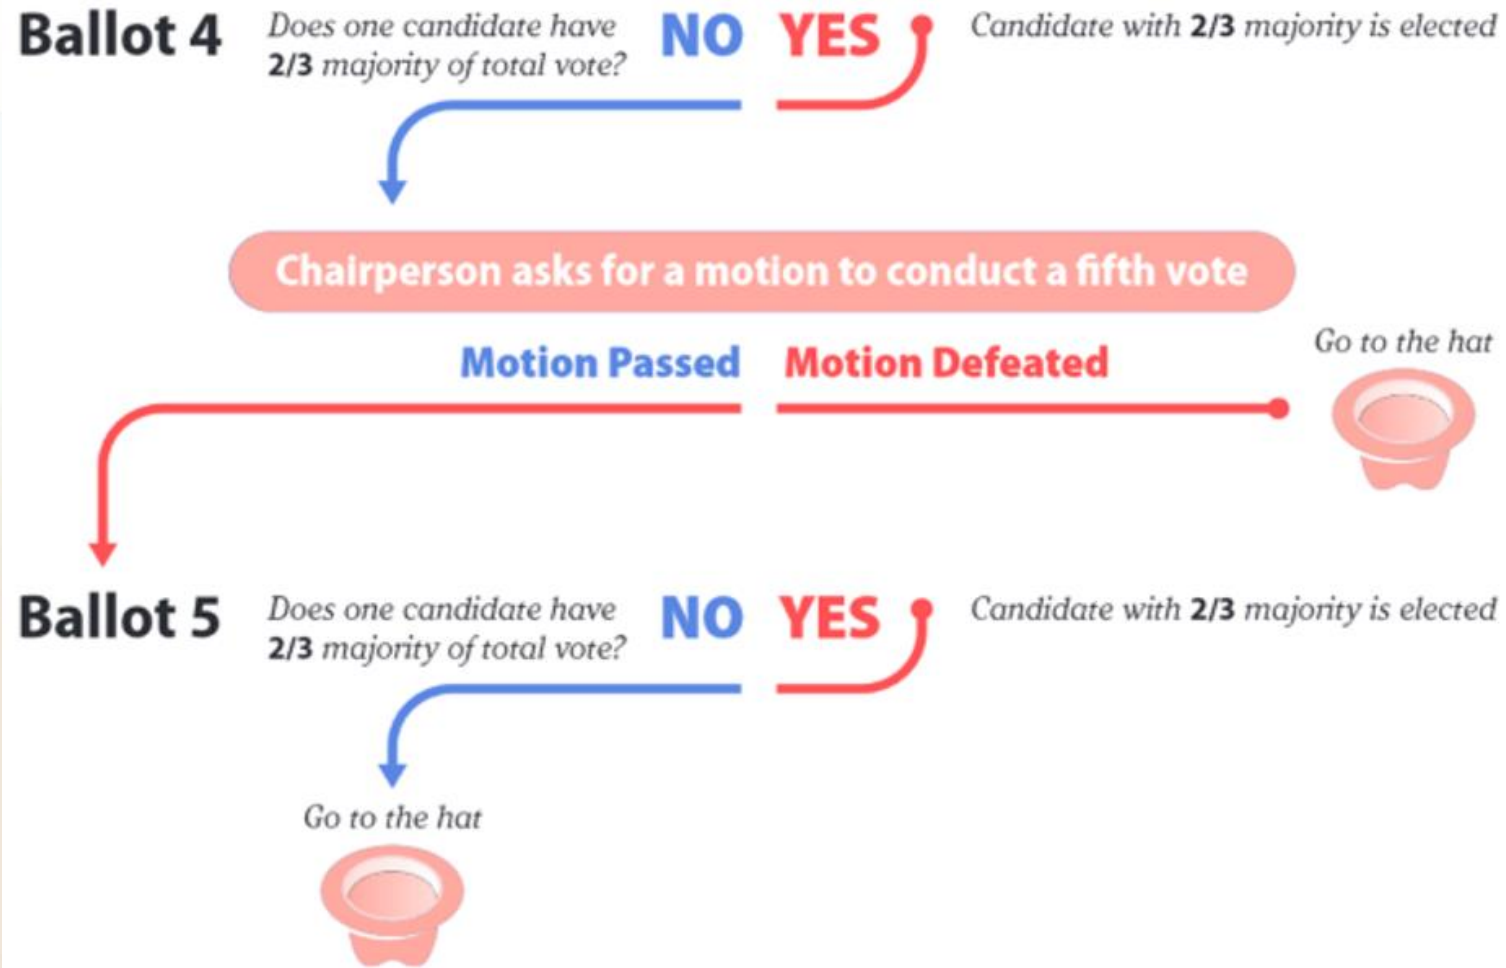 Ballot 4
Does one candidate have
2/3 majority of total vote?
NO
YES
Candidate with 2/3 majority is elected
Chairperson asks for a motion to conduct a fifth vote
Motion Passed
Motion Defeated
Go to the hat
Ballot 5
Does one candidate have
2/3 majority of total vote?
NO
YES
Candidate with 2/3 majority is elected
Go to the hat